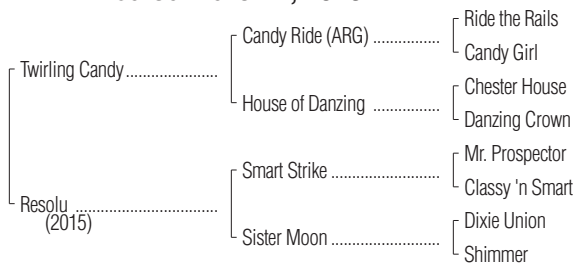 Ride the Rails
Candy Ride (ARG) ................
Candy Girl
Twirling Candy......................
Chester House
House of Danzing ................
Danzing Crown
Mr. Prospector
Smart Strike ..........................
Classy 'n Smart
Resolu ..................................
(2015)
Dixie Union
Sister Moon ..........................
Shimmer